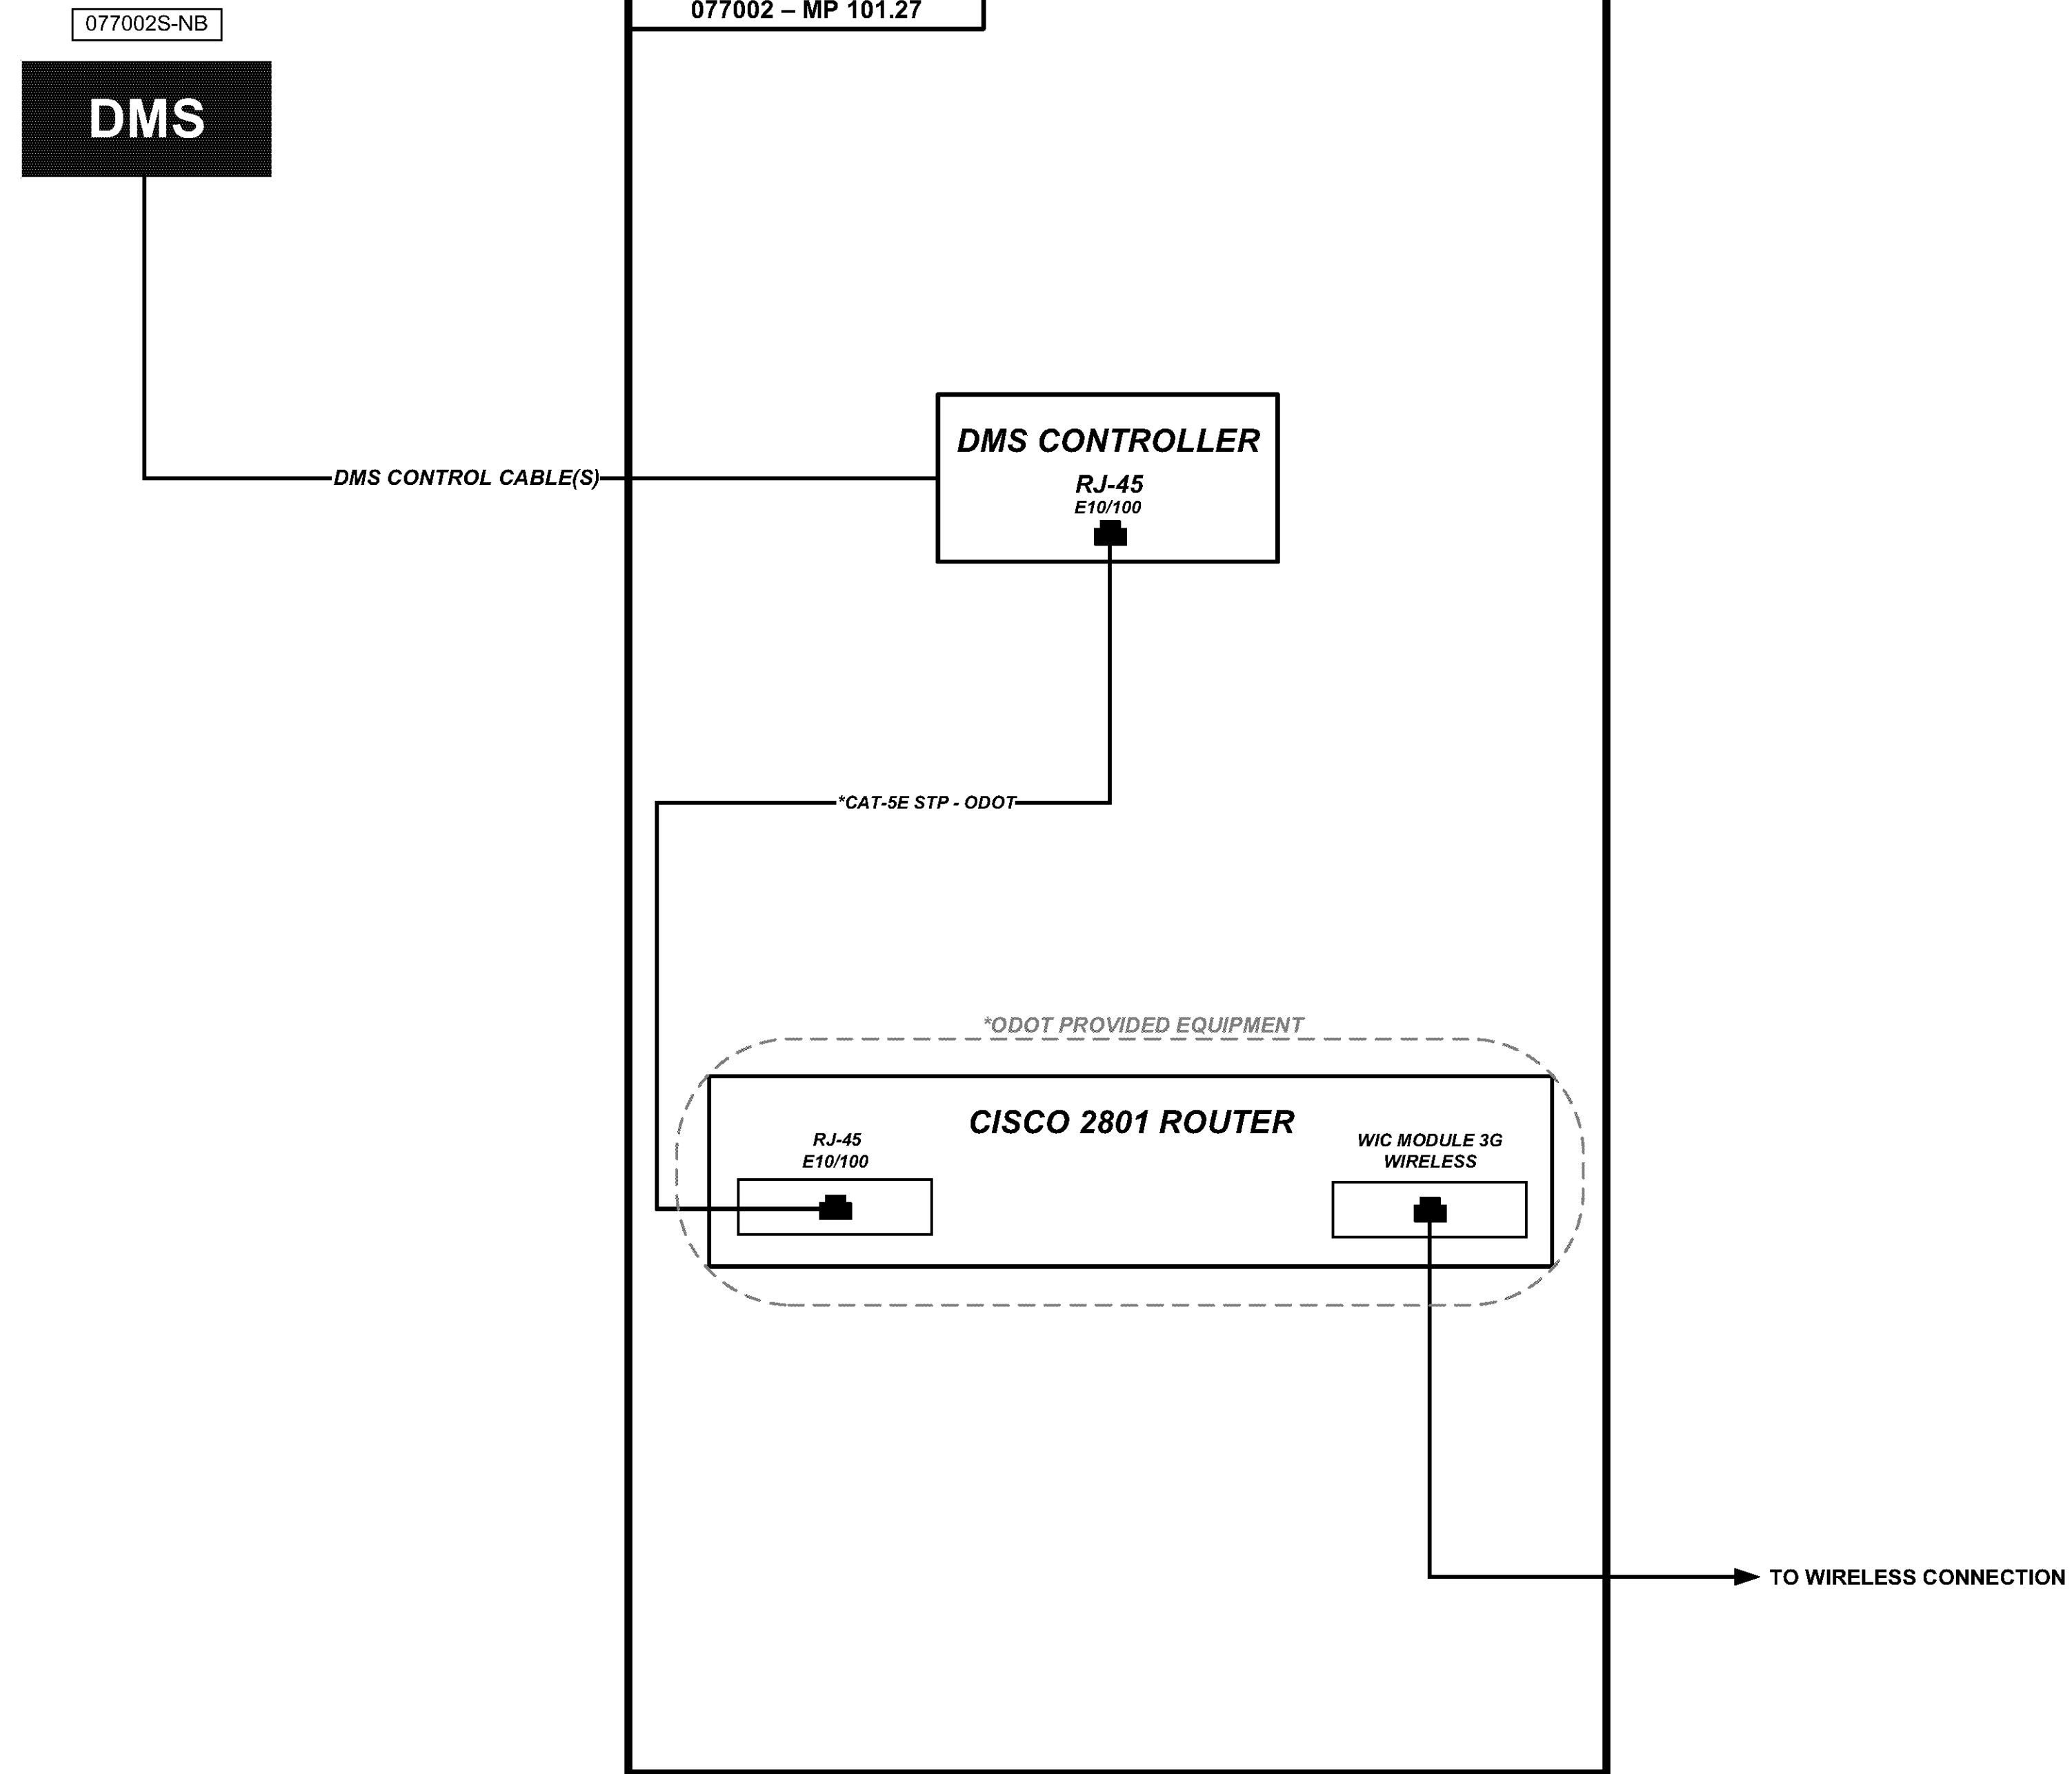 077002 – MP 101.27
077002S-NB
DMS
DMS CONTROLLER
RJ-45
E10/100
DMS CONTROL CABLE(S)
*CAT-5E STP - ODOT
*ODOT PROVIDED EQUIPMENT
CISCO 2801 ROUTER
RJ-45
E10/100
WIC MODULE 3G
WIRELESS
TO WIRELESS CONNECTION